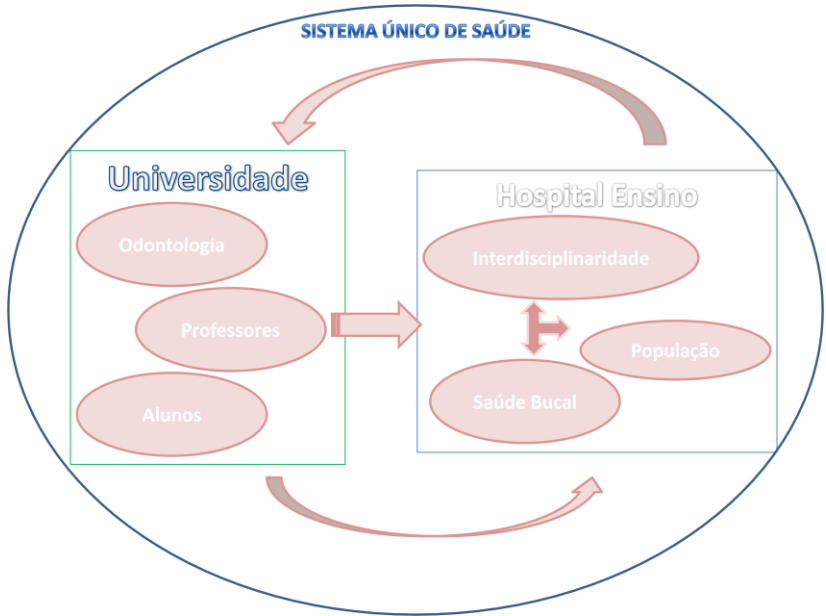 SISTEMA ÚNICO DE SAÚDE
Universidade
Odontologia
Professores
Alunos
Hospital Ensino
Interdisciplinaridade
População
Saúde Bucal